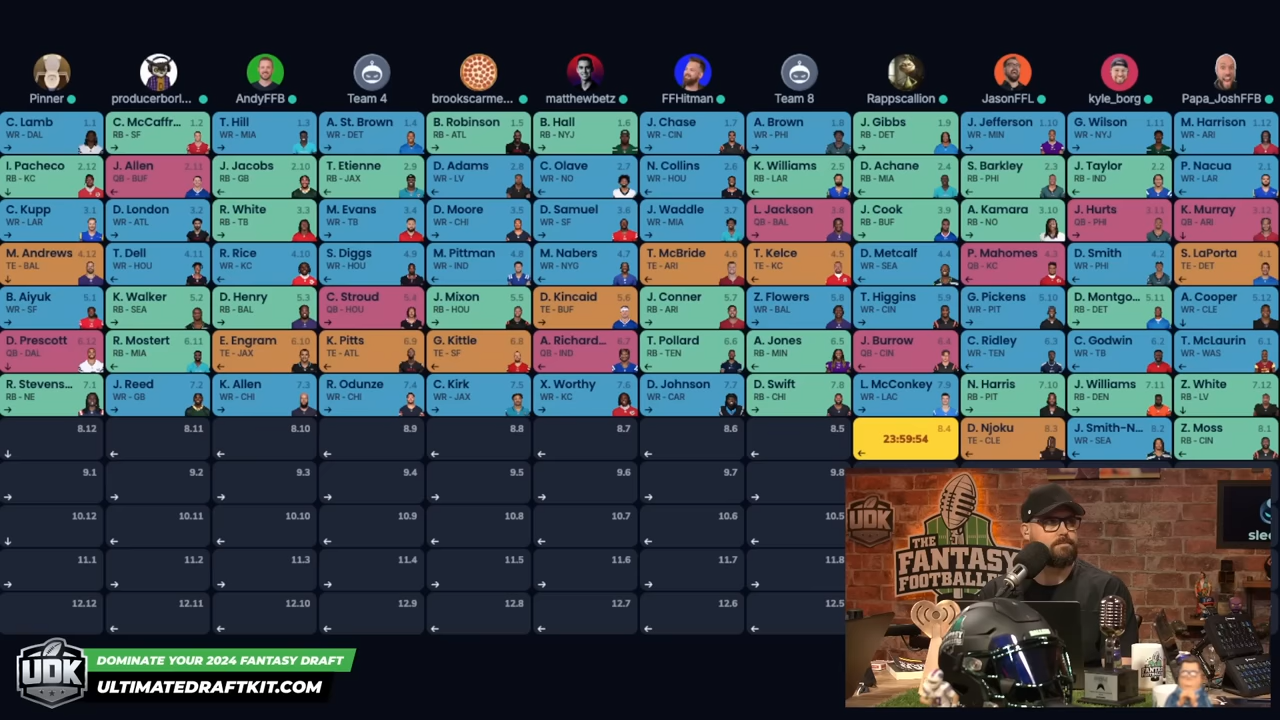 Pinner producerborl... AndyFFB Team 4 brookscarme... matthewbetz FFHitman Team 8 Rappscallion JasonFFL kyle_borg Papa_JoshFFB
C. Lamb 1.1 C. McCaffr... 1.2 T. Hill 1.3 A. St. Brown 1.4 B. Robinson 1.5 B. Hall 1.6 J. Chase 1.7 A. Brown 1.8 J. Gibbs 1.9 J. Jefferson 1.10 G. Wilson 1.11 M. Harrison 1.12
WR - DAL RB - SF WR - MIA WR - DET RB - ATL RB - NYJ WR - CIN WR - PHI RB - DET WR - MIN WR - NYJ WR - ARI
I. Pacheco 2.12 J. Allen 2.11 J. Jacobs 2.10 T. Etienne 2.9 D. Adams 2.8 C. Olave 2.7 N. Collins 2.6 K. Williams 2.5 D. Achane 2.4 S. Barkley 2.3 J. Taylor 2.2 P. Nacua 2.1
RB - KC QB - BUF RB - GB RB - JAX WR - LV WR - NO WR - HOU RB - LAR RB - MIA RB - PHI RB - IND WR - LAR
C. Kupp 3.1 D. London 3.2 R. White 3.3 M. Evans 3.4 D. Moore 3.5 D. Samuel 3.6 J. Waddle 3.7 L. Jackson 3.8 J. Cook 3.9 A. Kamara 3.10 J. Hurts 3.11 K. Murray 3.12
WR - LAR WR - ATL RB - TB WR - TB WR - CHI WR - SF WR - MIA QB - BAL RB - BUF RB - NO QB - PHI QB - ARI
M. Andrews 4.12 T. Dell 4.11 R. Rice 4.10 S. Diggs 4.9 M. Pittman 4.8 M. Nabers 4.7 T. McBride 4.6 T. Kelce 4.5 D. Metcalf 4.4 P. Mahomes 4.3 D. Smith 4.2 S. LaPorta 4.1
TE - BAL WR - HOU WR - KC WR - HOU WR - IND WR - NYG TE - ARI TE - KC WR - SEA QB - KC WR - PHI TE - DET
B. Aiyuk 5.1 K. Walker 5.2 D. Henry 5.3 C. Stroud 5.4 J. Mixon 5.5 D. Kincaid 5.6 J. Conner 5.7 Z. Flowers 5.8 T. Higgins 5.9 G. Pickens 5.10 D. Montgo... 5.11 A. Cooper 5.12
WR - SF RB - SEA RB - BAL QB - HOU RB - HOU TE - BUF RB - ARI WR - BAL WR - CIN WR - PIT RB - DET WR - CLE
D. Prescott 6.12 R. Mostert 6.11 E. Engram 6.10 K. Pitts 6.9 G. Kittle 6.8 A. Richard... 6.7 T. Pollard 6.6 A. Jones 6.5 J. Burrow 6.4 C. Ridley 6.3 C. Godwin 6.2 T. McLaurin 6.1
QB - DAL RB - MIA TE - JAX TE - ATL TE - SF QB - IND RB - TEN RB - MIN QB - CIN WR - TEN WR - TB WR - WAS
R. Stevens... 7.1 J. Reed 7.2 K. Allen 7.3 R. Odunze 7.4 C. Kirk 7.5 X. Worthy 7.6 D. Johnson 7.7 D. Swift 7.8 L. McConkey 7.9 N. Harris 7.10 J. Williams 7.11 Z. White 7.12
RB - NE WR - GB WR - CHI WR - CHI WR - JAX WR - KC WR - CAR RB - CHI WR - LAC RB - PIT RB - DEN RB - LV
8.12 8.11 8.10 8.9 8.8 8.7 8.6 8.5 8.4 D. Njoku 8.3 J. Smith-N... 8.2 Z. Moss 8.1
23:59:54 TE - CLE WR - SEA RB - CIN
9.1 9.2 9.3 9.4 9.5 9.6 9.7 9.8
10.12 10.11 10.10 10.9 10.8 10.7 10.6 10.5
11.1 11.2 11.3 11.4 11.5 11.6 11.7 11.8
12.12 12.11 12.10 12.9 12.8 12.7 12.6 12.5
UDK
THE
FANTASY
FOOTBALLE
slee
UDK
DOMINATE YOUR 2024 FANTASY DRAFT
ULTIMATEDRAFTKIT.COM